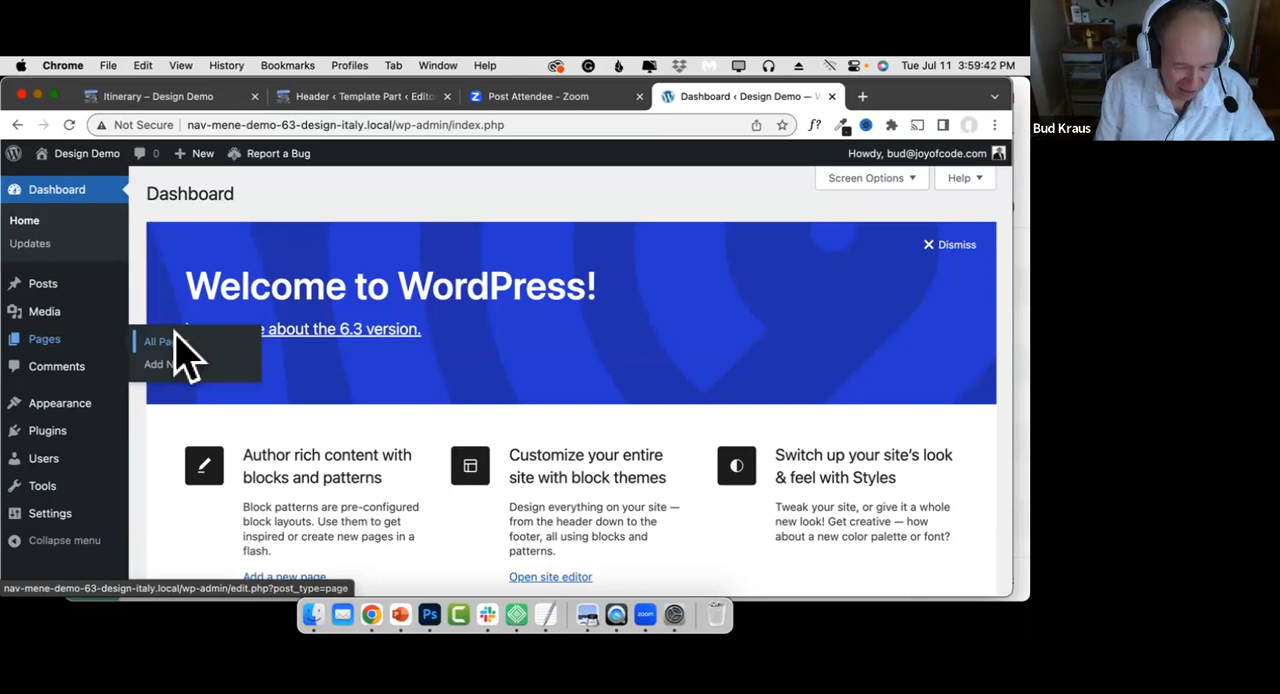 Chrome File Edit View History Bookmarks Profiles Tab Window Help Tue Jul 11 3:59:42 PM
Itinerary – Design Demo Header ‹ Template Part ‹ Edito Post Attendee - Zoom Dashboard ‹ Design Demo —
Not Secure nav-mene-demo-63-design-italy.local/wp-admin/index.php
Bud Kraus
Design Demo 0 New Report a Bug Howdy, bud@joyofcode.com
Dashboard
Home
Updates
Posts
Media
Pages
Comments
Appearance
Plugins
Users
Tools
Settings
Collapse menu
All
Add
Dashboard
Screen Options Help
Dismiss
Welcome to WordPress!
about the 6.3 version.
Author rich content with
blocks and patterns
Block patterns are pre-configured
block layouts. Use them to get
inspired or create new pages in a
flash.
Add a new page
Customize your entire
site with block themes
Design everything on your site —
from the header down to the
footer, all using blocks and
patterns.
Open site editor
Switch up your site's look
& feel with Styles
Tweak your site, or give it a whole
new look! Get creative — how
about a new color palette or font?
nav-mene-demo-63-design-italy.local/wp-admin/edit.php?post_type=page
Ps
zoom